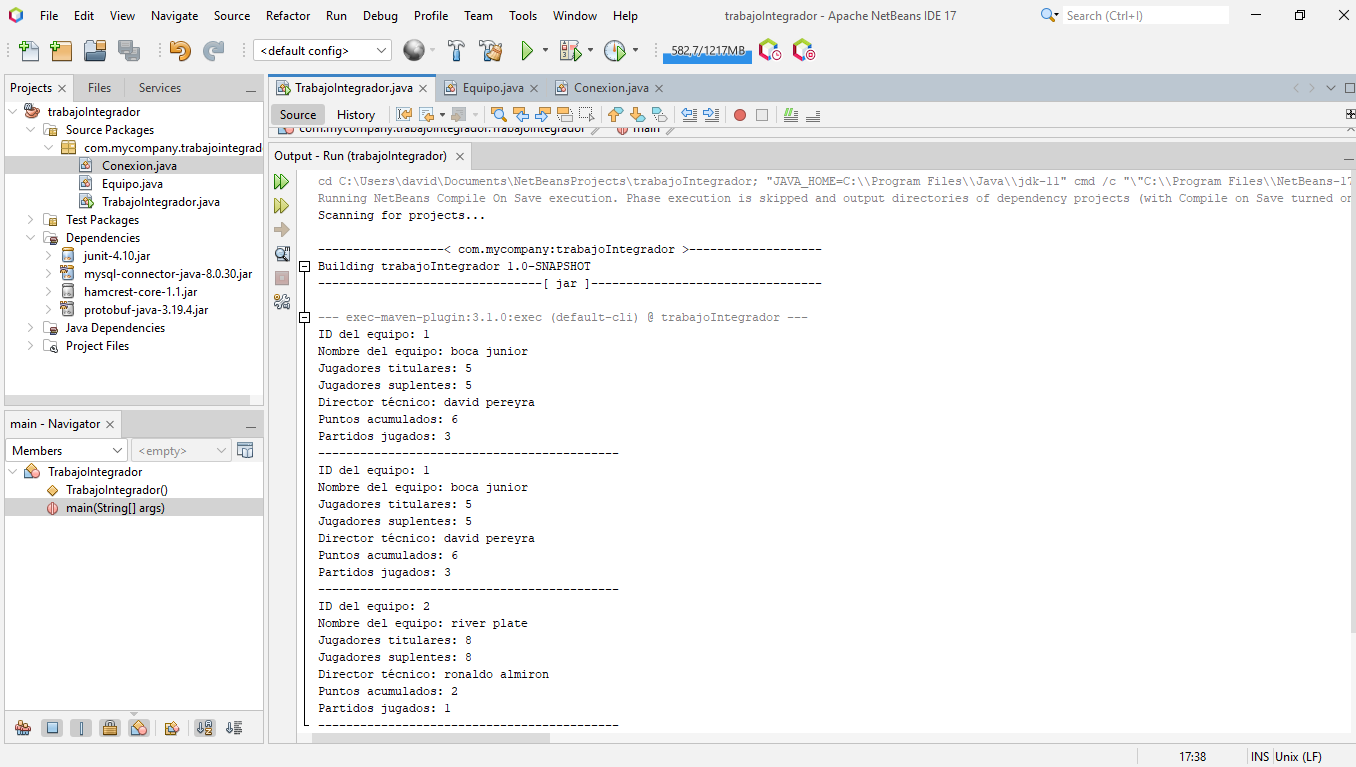 File Edit View Navigate Source Refactor Run Debug Profile Team Tools Window Help
trabajoIntegrador - Apache NetBeans IDE 17
Search (Ctrl+I)
<default config>
582,7/1217MB
Projects
Files
Services
trabajoIntegrador
Source Packages
com.mycompany.trabajointegrad
Conexion.java
Equipo.java
TrabajoIntegrador.java
Test Packages
Dependencies
junit-4.10.jar
mysql-connector-java-8.0.30.jar
hamcrest-core-1.1.jar
protobuf-java-3.19.4.jar
Java Dependencies
Project Files
main - Navigator
Members
<empty>
TrabajoIntegrador
TrabajoIntegrador()
main(String[] args)
TrabajoIntegrador.java
Equipo.java
Conexion.java
Source
History
com.mycompany.trabajointegrador.TrabajoIntegrador
main
Output - Run (trabajoIntegrador)
cd C:\Users\david\Documents\NetBeansProjects\trabajoIntegrador; "JAVA_HOME=C:\\Program Files\\Java\\jdk-11" cmd /c "\"C:\\Program Files\\NetBeans-17
Running NetBeans Compile On Save execution. Phase execution is skipped and output directories of dependency projects (with Compile on Save turned on
Scanning for projects...
------------------< com.mycompany:trabajoIntegrador >-------------------
Building trabajoIntegrador 1.0-SNAPSHOT
--------------------------------[ jar ]---------------------------------
--- exec-maven-plugin:3.1.0:exec (default-cli) @ trabajoIntegrador ---
ID del equipo: 1
Nombre del equipo: boca junior
Jugadores titulares: 5
Jugadores suplentes: 5
Director técnico: david pereyra
Puntos acumulados: 6
Partidos jugados: 3
-------------------------------------------
ID del equipo: 1
Nombre del equipo: boca junior
Jugadores titulares: 5
Jugadores suplentes: 5
Director técnico: david pereyra
Puntos acumulados: 6
Partidos jugados: 3
-------------------------------------------
ID del equipo: 2
Nombre del equipo: river plate
Jugadores titulares: 8
Jugadores suplentes: 8
Director técnico: ronaldo almiron
Puntos acumulados: 2
Partidos jugados: 1
-------------------------------------------
17:38
INS
Unix (LF)